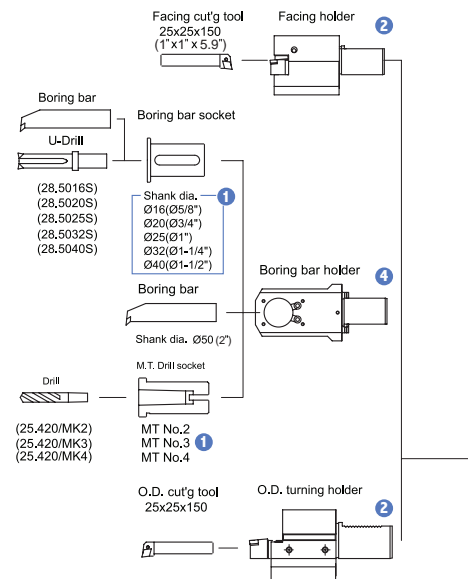 Facing cut'g tool
25x25x150
(1"x1"x5.9")
Facing holder
2
Boring bar
U-Drill
(28.5016S)
(28.5020S)
(28.5025S)
(28.5032S)
(28.5040S)
Boring bar socket
Shank dia. 1
Ø16(Ø5/8")
Ø20(Ø3/4")
Ø25(Ø1")
Ø32(Ø1-1/4")
Ø40(Ø1-1/2")
Boring bar
Shank dia. Ø50 (2")
Boring bar holder
4
Drill
(25.420/MK2)
(25.420/MK3)
(25.420/MK4)
M.T. Drill socket
MT No.2
MT No.3 1
MT No.4
O.D. cut'g tool
25x25x150
O.D. turning holder
2